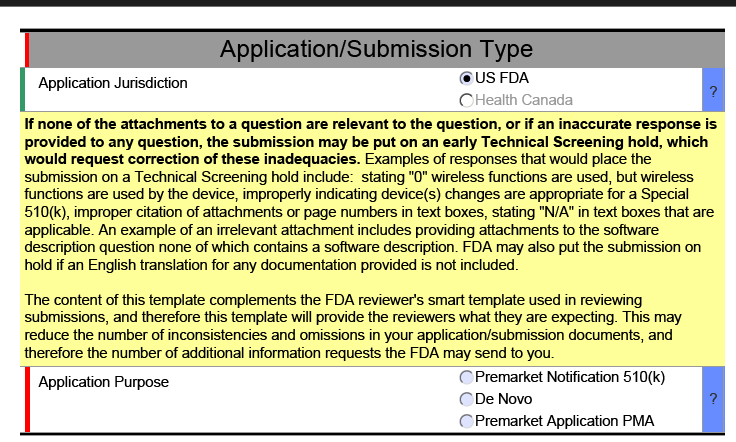 Application/Submission Type
Application Jurisdiction
US FDA
Health Canada
?
If none of the attachments to a question are relevant to the question, or if an inaccurate response is
provided to any question, the submission may be put on an early Technical Screening hold, which
would request correction of these inadequacies. Examples of responses that would place the
submission on a Technical Screening hold include:  stating "0" wireless functions are used, but wireless
functions are used by the device, improperly indicating device(s) changes are appropriate for a Special
510(k), improper citation of attachments or page numbers in text boxes, stating "N/A" in text boxes that are
applicable. An example of an irrelevant attachment includes providing attachments to the software
description question none of which contains a software description. FDA may also put the submission on
hold if an English translation for any documentation provided is not included.
The content of this template complements the FDA reviewer's smart template used in reviewing
submissions, and therefore this template will provide the reviewers what they are expecting. This may
reduce the number of inconsistencies and omissions in your application/submission documents, and
therefore the number of additional information requests the FDA may send to you.
Application Purpose
Premarket Notification 510(k)
De Novo
Premarket Application PMA
?